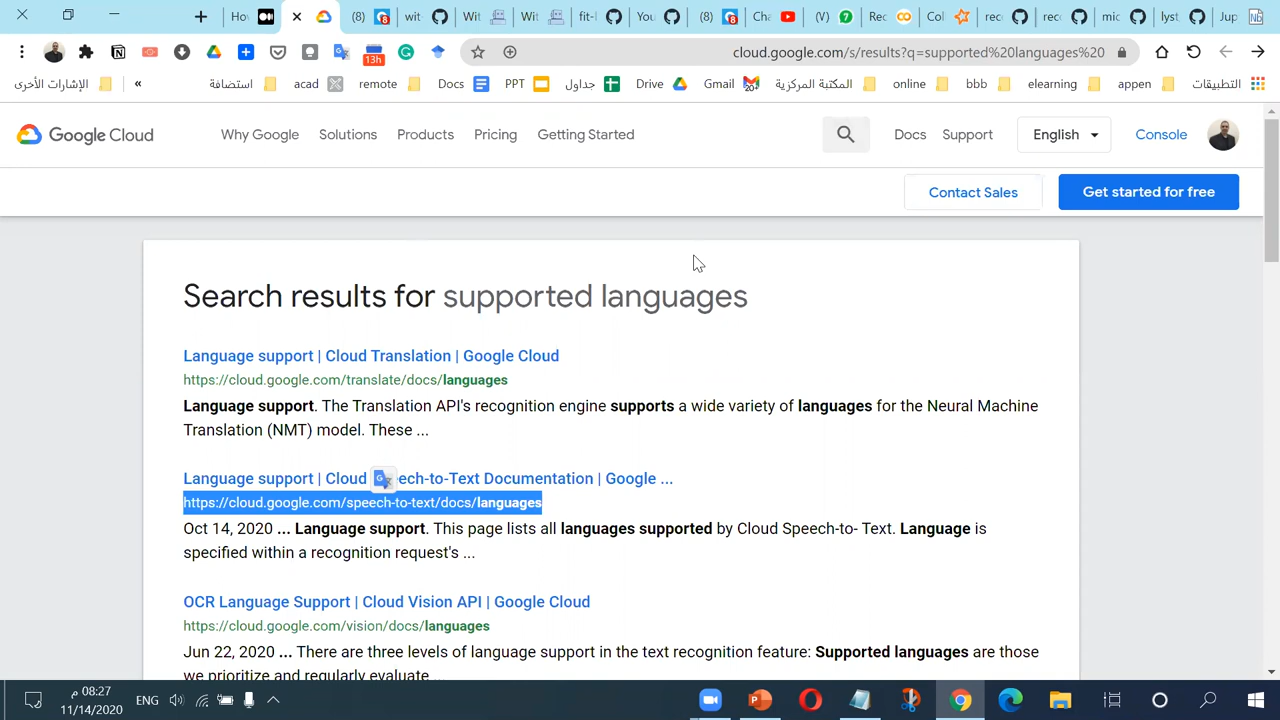 Ho
(8)
wit
Wit
Wit
fit-l
You
(8)
Ch
(V)
Rec
Col
rec
rec
mic
lyst
Jup
13h
cloud.google.com/s/results?q=supported%20languages%20
الإشارات الأخرى
«
استضافة
acad
remote
Docs
PPT
جداول
Drive
Gmail
المكتبة المركزية
online
bbb
elearning
appen
التطبيقات
Google Cloud
Why Google
Solutions
Products
Pricing
Getting Started
Docs
Support
English
Console
Contact Sales
Get started for free
Search results for supported languages
Language support | Cloud Translation | Google Cloud
https://cloud.google.com/translate/docs/languages
Language support. The Translation API's recognition engine supports a wide variety of languages for the Neural Machine
Translation (NMT) model. These ...
Language support | Cloud ech-to-Text Documentation | Google ...
https://cloud.google.com/speech-to-text/docs/languages
Oct 14, 2020 ... Language support. This page lists all languages supported by Cloud Speech-to- Text. Language is
specified within a recognition request's ...
OCR Language Support | Cloud Vision API | Google Cloud
https://cloud.google.com/vision/docs/languages
Jun 22, 2020 ... There are three levels of language support in the text recognition feature: Supported languages are those
we prioritize and regularly evaluate....
08:27 م
11/14/2020
ENG